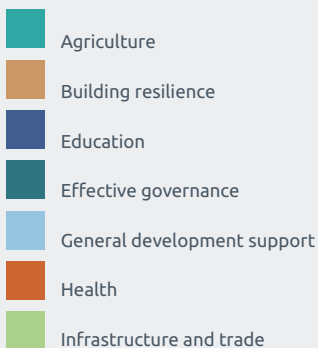 Agriculture
Building resilience
Education
Effective governance
General development support
Health
Infrastructure and trade